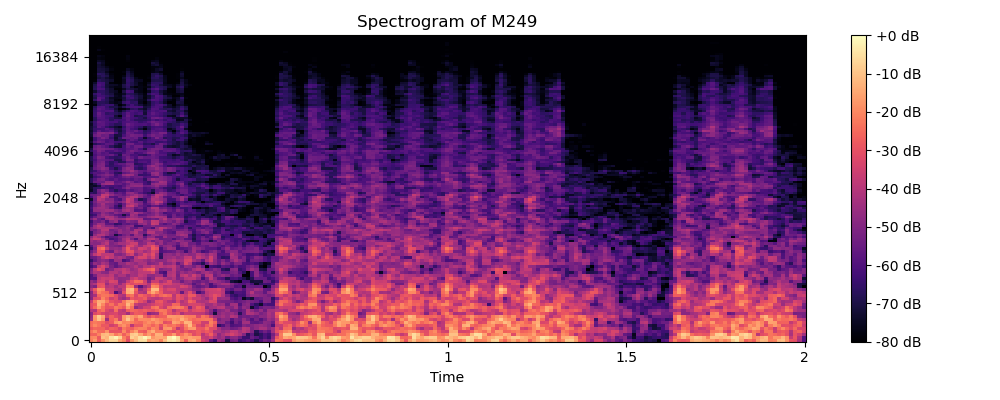 Spectrogram of M249
Hz
16384
8192
4096
2048
1024
512
0
0
0.5
1
1.5
2
Time
+0 dB
-10 dB
-20 dB
-30 dB
-40 dB
-50 dB
-60 dB
-70 dB
-80 dB